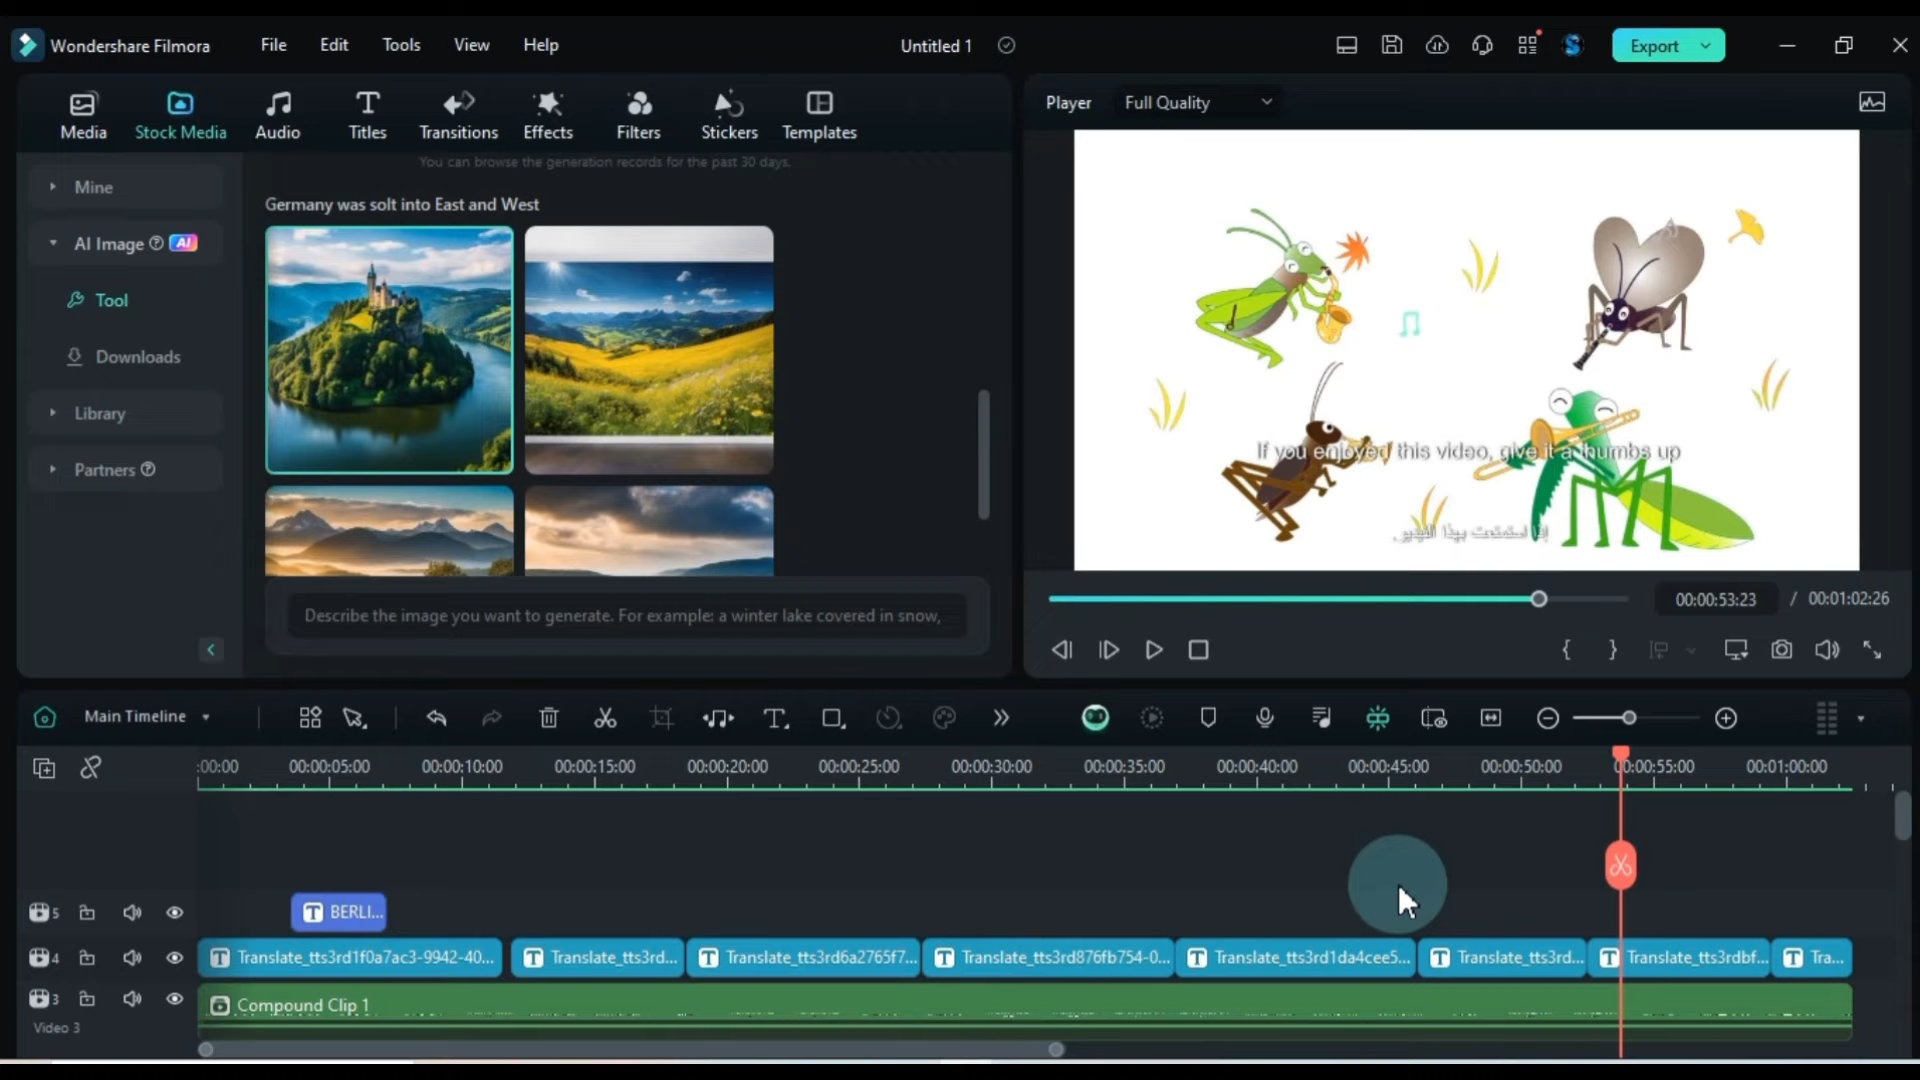 Wondershare Filmora
File
Edit
Tools
View
Help
Untitled 1
Export
Media
Stock Media
Audio
Titles
Transitions
Effects
Filters
Stickers
Templates
Player
Full Quality
You can browse the generation records for the past 30 days.
Mine
AI Image
AI
Tool
Downloads
Library
Partners
Germany was solt into East and West
Describe the image you want to generate. For example: a winter lake covered in snow,
If you enjoyed this video, give it a thumbs up
إذا استمتعت بهذا الفيديو.
00:00:53:23 / 00:01:02:26
Main Timeline
:00:00
00:00:05:00
00:00:10:00
00:00:15:00
00:00:20:00
00:00:25:00
00:00:30:00
00:00:35:00
00:00:40:00
00:00:45:00
00:00:50:00
00:00:55:00
00:01:00:00
5
BERLI...
4
Translate_tts3rd1f0a7ac3-9942-40...
Translate_tts3rd...
Translate_tts3rd6a2765f7...
Translate_tts3rd876fb754-0...
Translate_tts3rd1da4cee5...
Translate_tts3rd...
Translate_tts3rdbf...
Tra...
3
Compound Clip 1
Video 3